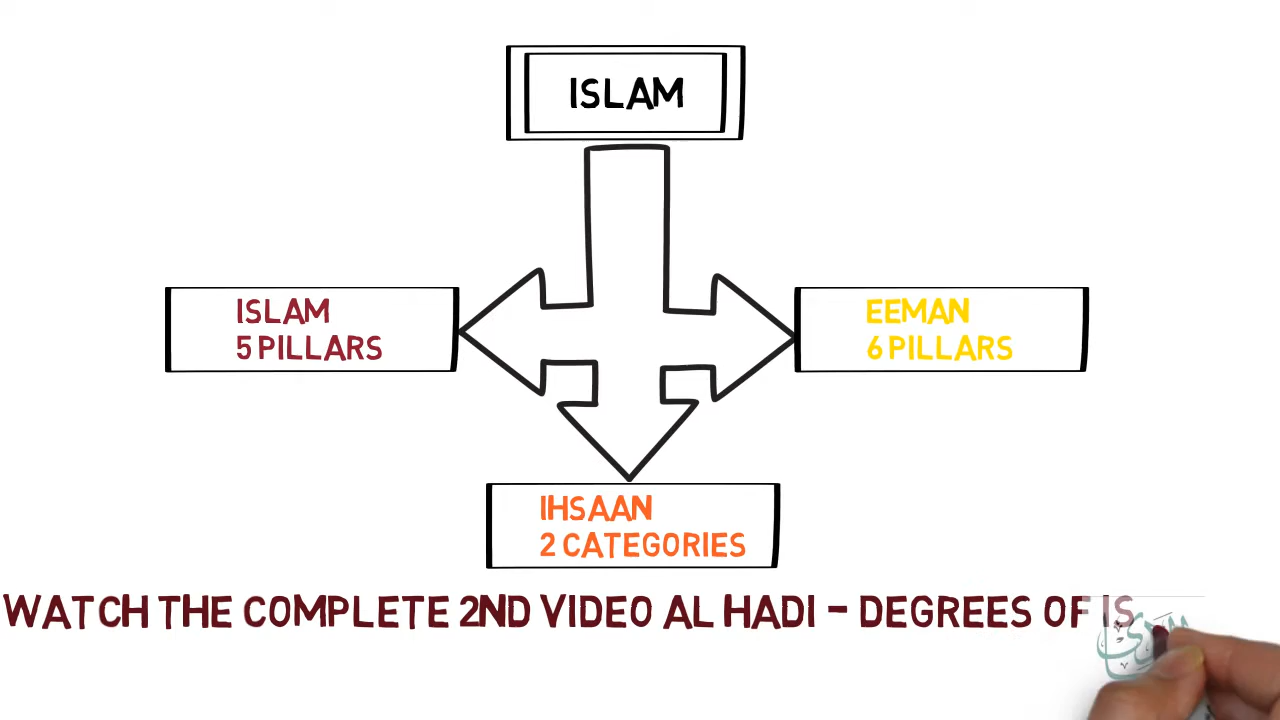 ISLAM
ISLAM
5 PILLARS
EEMAN
6 PILLARS
IHSAAN
2 CATEGORIES
WATCH THE COMPLETE 2ND VIDEO AL HADI - DEGREES OF IS